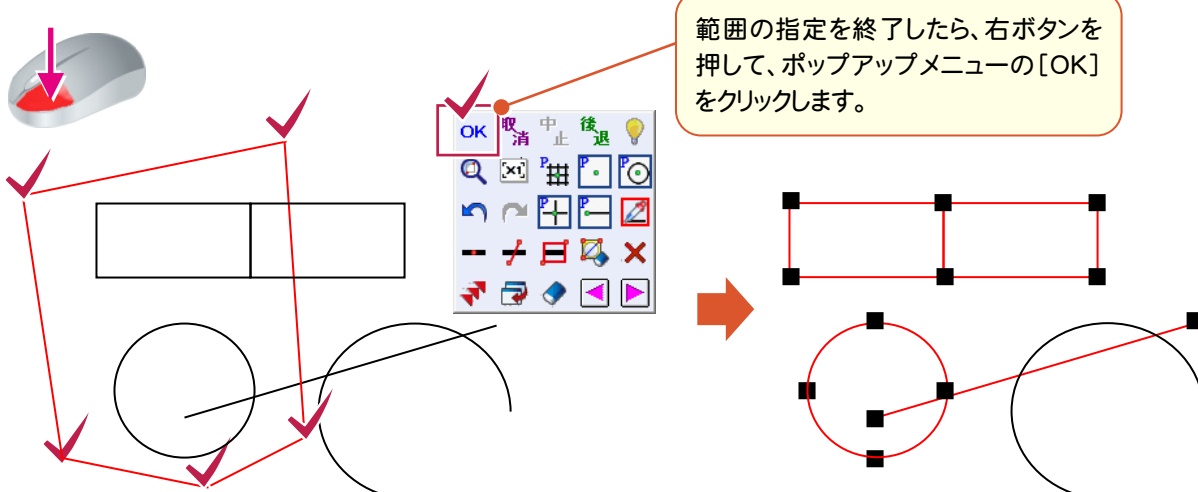 範囲の指定を終了したら、右ボタンを
押して、ポップアップメニューの[OK]
をクリックします。
OK 取消 中止 後退
[×1] P P P
P P